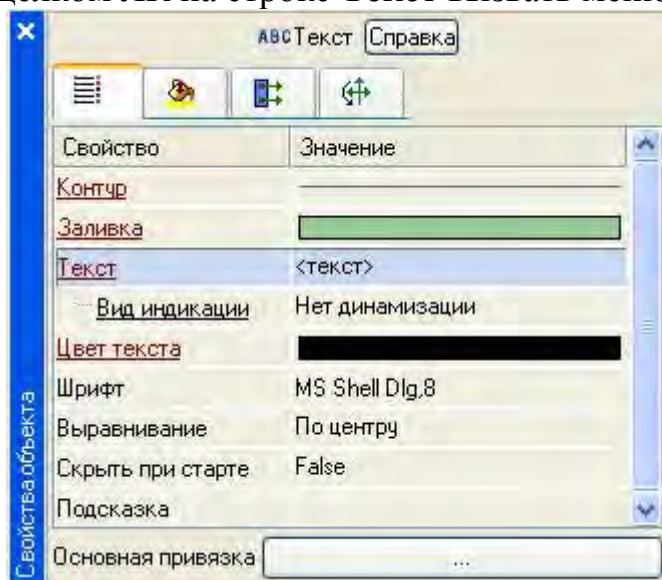 ABC Текст Справка
Свойство Значение
Контур
Заливка
Текст <текст>
Вид индикации Нет динамизации
Цвет текста
Шрифт MS Shell Dlg,8
Выравнивание По центру
Скрыть при старте False
Подсказка
Основная привязка ...
Свойства объекта